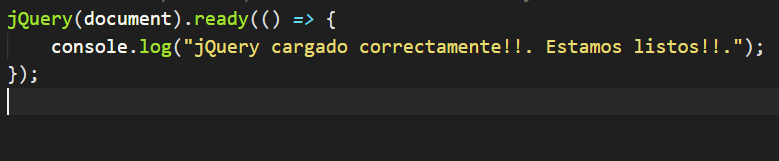 jQuery(document).ready(() => {
    console.log("jQuery cargado correctamente!!. Estamos listos!!.");
});